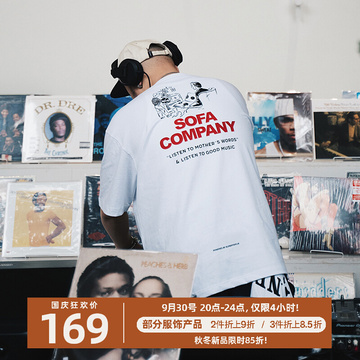 DR. DRE
SOFA
COMPANY
"LISTEN TO MOTHER'S WORDS"
& LISTEN TO GOOD MUSIC
PEACHES & HERB
国庆狂欢价
169
9月30号 20点-24点，仅限4小时！
部分服饰产品 2件折上9折 / 3件折上8.5折
秋冬新品限时85折！